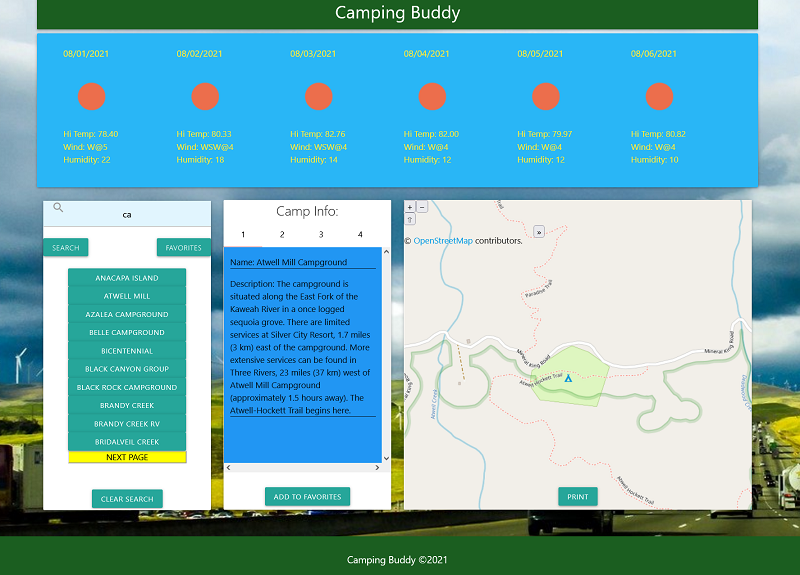 Camping Buddy
08/01/2021
08/02/2021
08/03/2021
08/04/2021
08/05/2021
08/06/2021
Hi Temp: 78.40
Wind: W@5
Humidity: 22
Hi Temp: 80.33
Wind: WSW@4
Humidity: 18
Hi Temp: 82.76
Wind: WSW@4
Humidity: 14
Hi Temp: 82.00
Wind: W@4
Humidity: 12
Hi Temp: 79.97
Wind: W@4
Humidity: 12
Hi Temp: 80.82
Wind: W@4
Humidity: 10
ca
SEARCH
FAVORITES
ANACAPA ISLAND
ATWELL MILL
AZALEA CAMPGROUND
BELLE CAMPGROUND
BICENTENNIAL
BLACK CANYON GROUP
BLACK ROCK CAMPGROUND
BRANDY CREEK
BRANDY CREEK RV
BRIDALVEIL CREEK
NEXT PAGE
CLEAR SEARCH
Camp Info:
1 2 3 4
Name: Atwell Mill Campground
Description: The campground is
situated along the East Fork of the
Kaweah River in a once logged
sequoia grove. There are limited
services at Silver City Resort, 1.7 miles
(3 km) east of the campground. More
extensive services can be found in
Three Rivers, 23 miles (37 km) west of
Atwell Mill Campground
(approximately 1.5 hours away). The
Atwell-Hockett Trail begins here.
ADD TO FAVORITES
+ −
⇧
»
© OpenStreetMap contributors.
Trail
Paradise Trail
Mineral King Road
Mineral King Road
Atwell Hockett Trail
Atwell Creek
Atwell Hockett Trail
PRINT
Camping Buddy ©2021